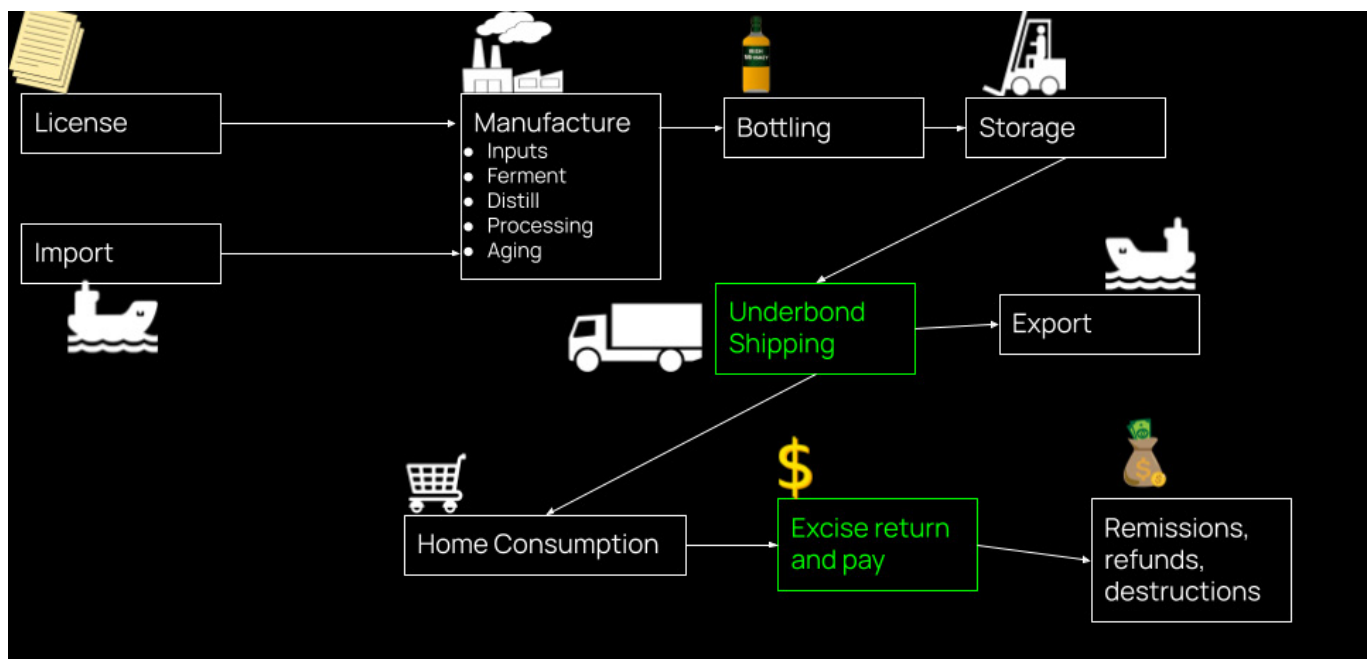 License
Manufacture
● Inputs
● Ferment
● Distill
● Processing
● Aging
Bottling
Storage
Import
Underbond
Shipping
Export
Home Consumption
$
Excise return
and pay
$
Remissions,
refunds,
destructions